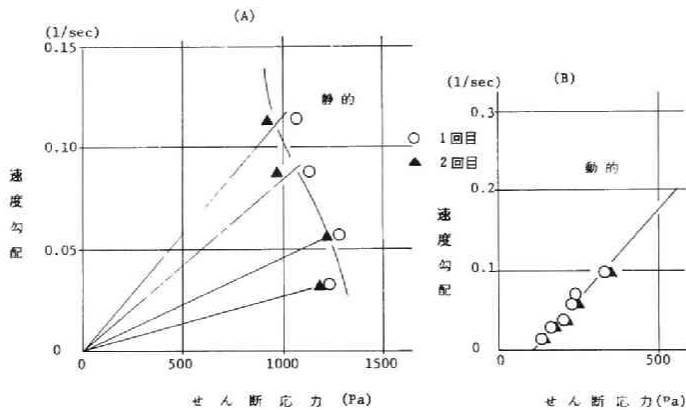 (A)
(1/sec)
0.15
静的
0.10
速度勾配
0.05
0
0
500
1000
1500
せん断応力(Pa)
○ 1回目
▲ 2回目
(1/sec)
(B)
0.3
動的
0.2
速度勾配
0.1
0
0
500
せん断応力(Pa)